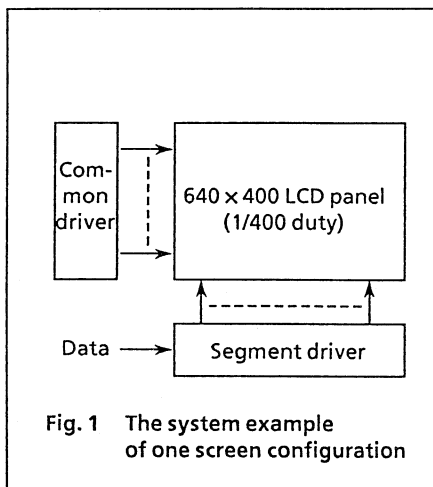 Com-
mon
driver
640 × 400 LCD panel
(1/400 duty)
Data
Segment driver
Fig. 1 The system example
of one screen configuration